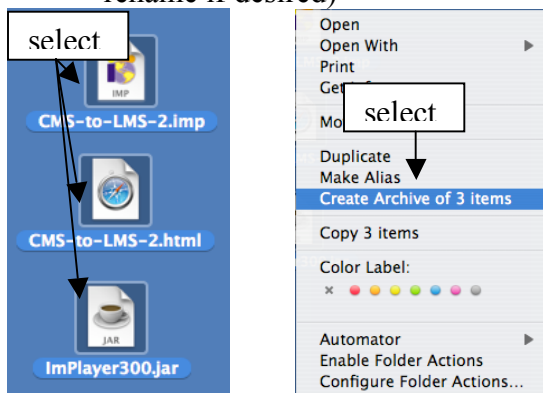 rename if desired)
select
IMP
CMS-to-LMS-2.imp
CMS-to-LMS-2.html
JAR
ImPlayer300.jar
Open
Open With
Print
select
Duplicate
Make Alias
Create Archive of 3 items
Copy 3 items
Color Label:
Automator
Enable Folder Actions
Configure Folder Actions...